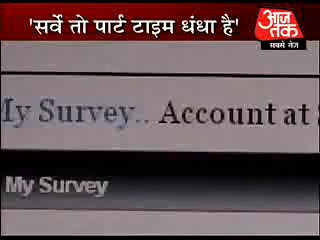 'सर्वे तो पार्ट टाइम धंधा है'
आज तक
सबसे तेज
My Survey.. Account at
My Survey